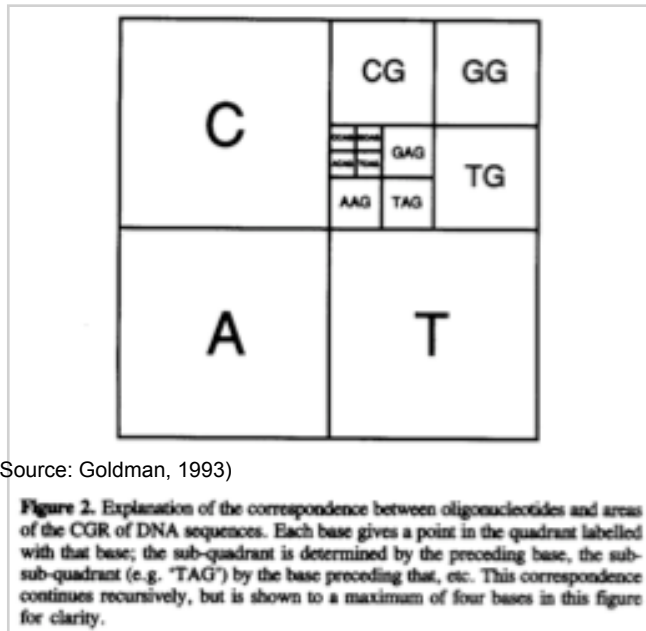 CG GG
C
GAG
TG
AAG TAG
A T
Source: Goldman, 1993)
Figure 2. Explanation of the correspondence between oligonucleotides and areas
of the CGR of DNA sequences. Each base gives a point in the quadrant labelled
with that base; the sub-quadrant is determined by the preceding base, the sub-
sub-quadrant (e.g. "TAG") by the base preceding that, etc. This correspondence
continues recursively, but is shown to a maximum of four bases in this figure
for clarity.